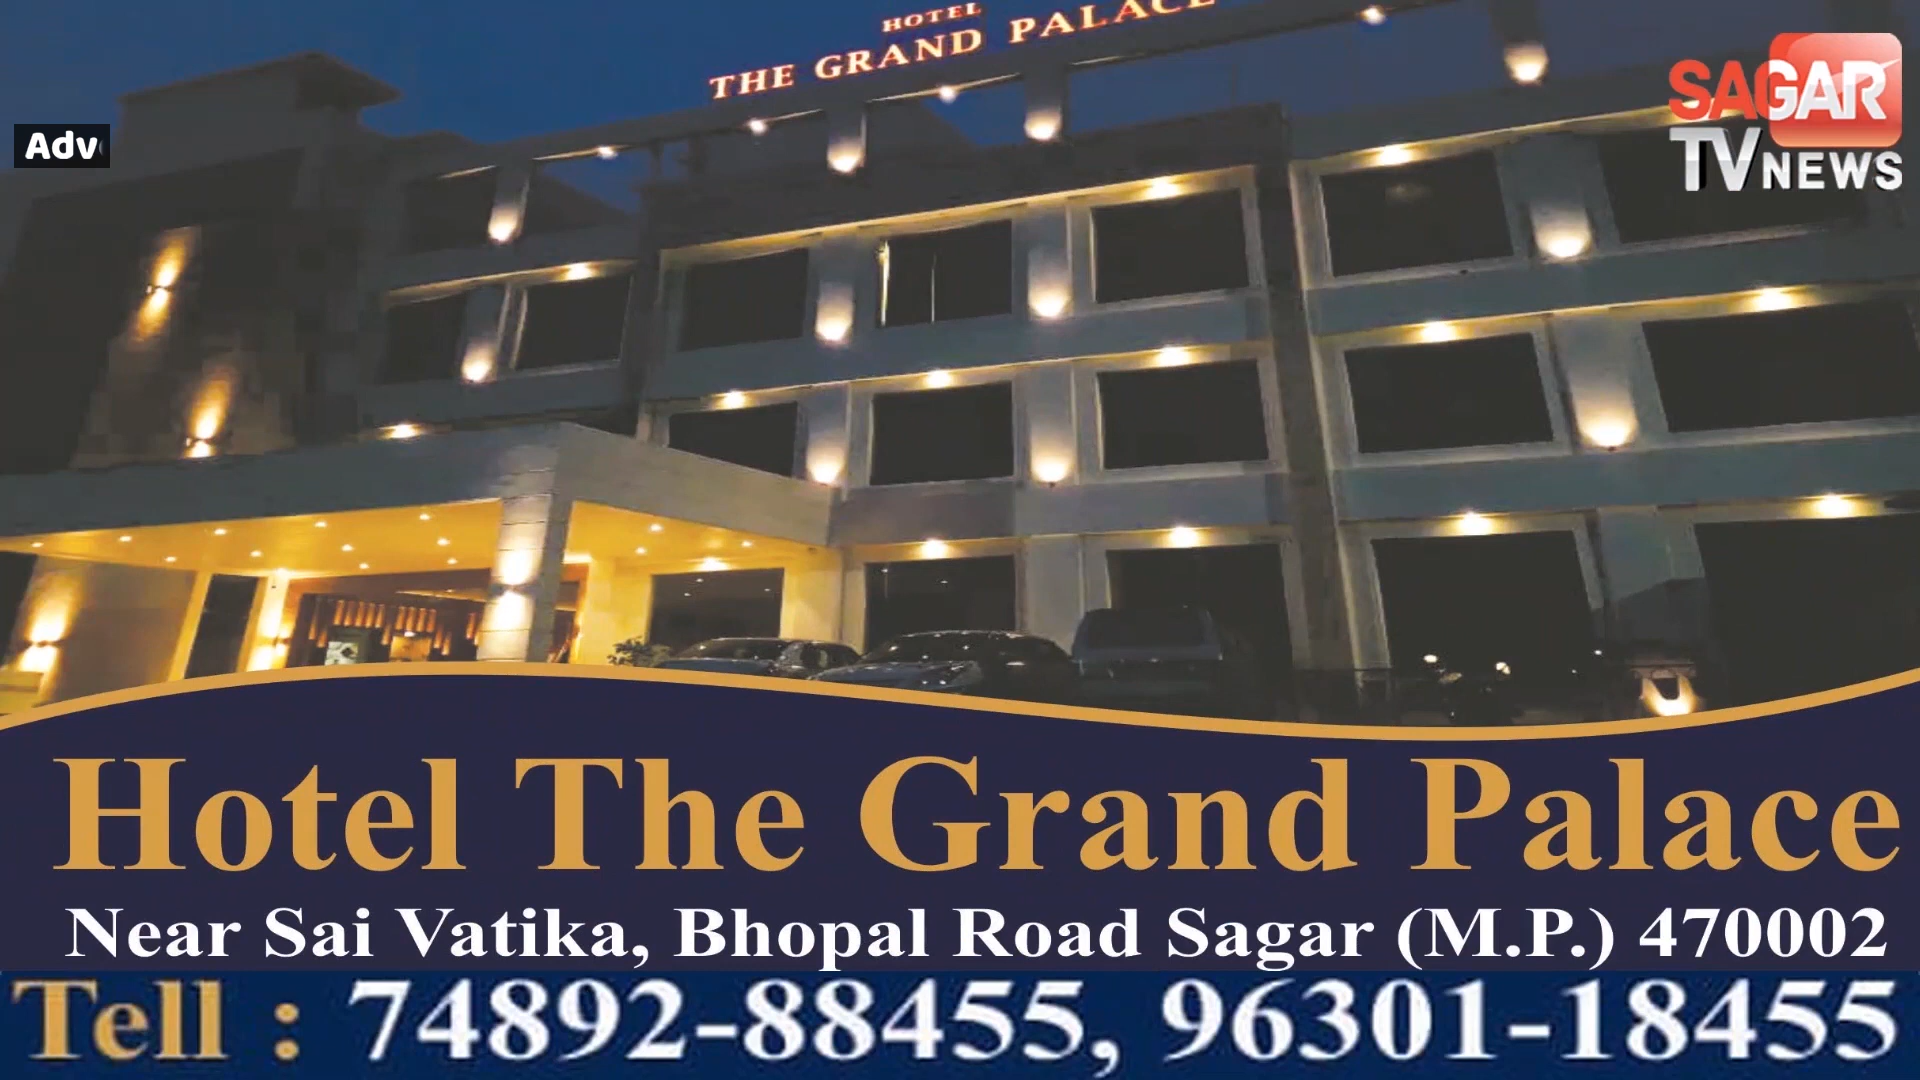 HOTEL
THE GRAND PALACE
SAGAR
TV NEWS
Adv
Hotel The Grand Palace
Near Sai Vatika, Bhopal Road Sagar (M.P.) 470002
Tell : 74892-88455, 96301-18455